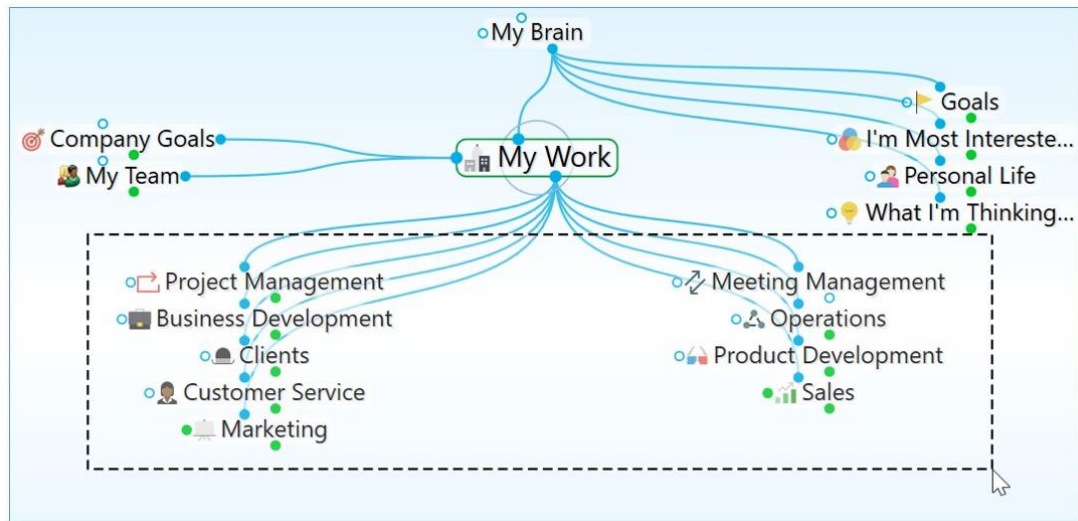 My Brain
Goals
Company Goals
My Work
I'm Most Intereste...
My Team
Personal Life
What I'm Thinking...
Project Management
Meeting Management
Business Development
Operations
Clients
Product Development
Customer Service
Sales
Marketing